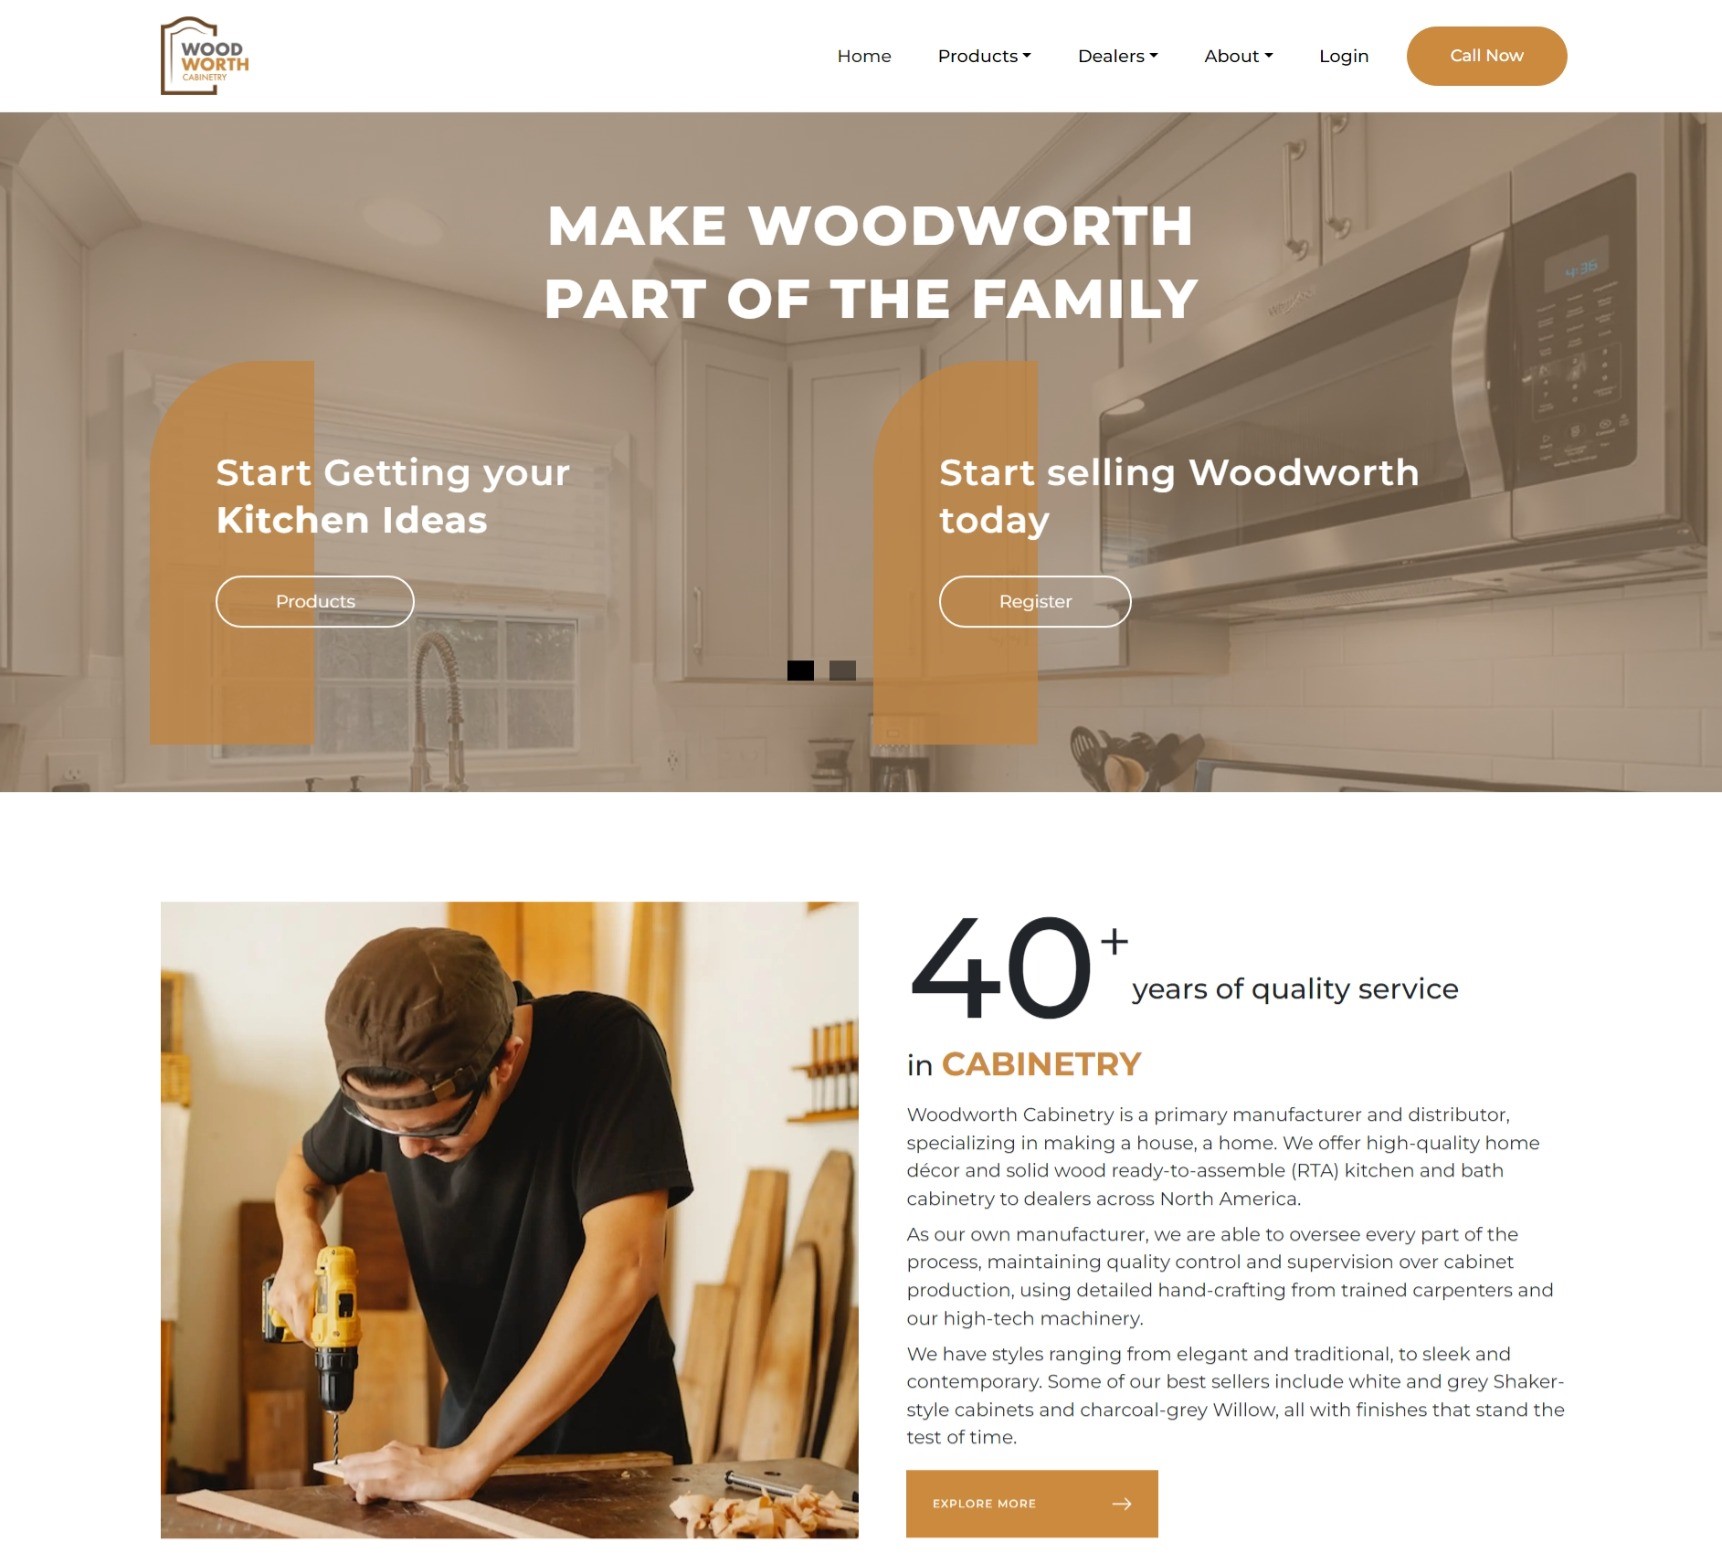 WOOD
WORTH
CABINETRY
Home Products Dealers About Login Call Now
MAKE WOODWORTH
PART OF THE FAMILY
4:36
Start Getting your
Kitchen Ideas
Products
Start selling Woodworth
today
Register
40+ years of quality service
in CABINETRY
Woodworth Cabinetry is a primary manufacturer and distributor,
specializing in making a house, a home. We offer high-quality home
décor and solid wood ready-to-assemble (RTA) kitchen and bath
cabinetry to dealers across North America.
As our own manufacturer, we are able to oversee every part of the
process, maintaining quality control and supervision over cabinet
production, using detailed hand-crafting from trained carpenters and
our high-tech machinery.
We have styles ranging from elegant and traditional, to sleek and
contemporary. Some of our best sellers include white and grey Shaker-
style cabinets and charcoal-grey Willow, all with finishes that stand the
test of time.
EXPLORE MORE